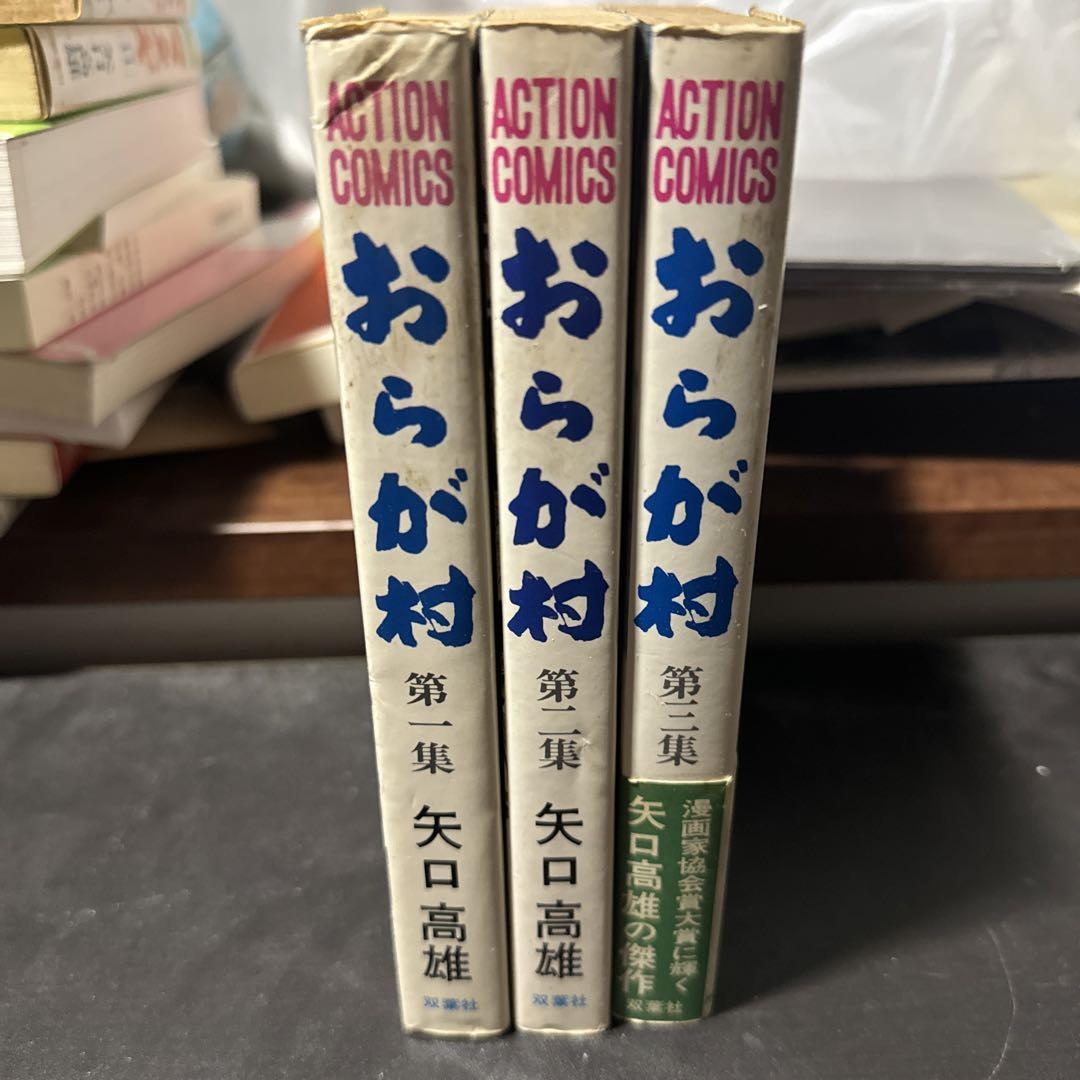 ACTION
COMICS
おらが村
第一集
矢口高雄
双葉社
ACTION
COMICS
おらが村
第二集
矢口高雄
双葉社
ACTION
COMICS
おらが村
第三集
漫画家協会賞大賞に輝く
矢口高雄の傑作
双葉社